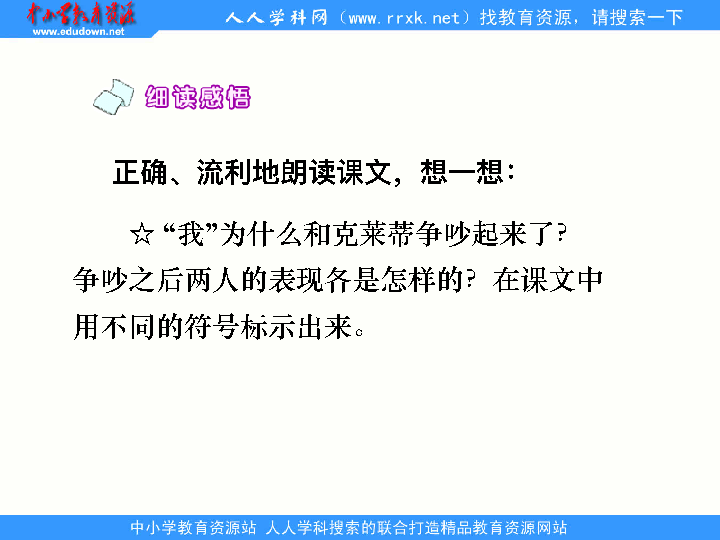 中小学教育资源
www.edudown.net
人人学科网（www.rrxk.net）找教育资源，请搜索一下
细读感悟
正确、流利地朗读课文，想一想：
☆“我”为什么和克莱蒂争吵起来了？
争吵之后两人的表现各是怎样的？在课文中
用不同的符号标示出来。
中小学教育资源站 人人学科搜索的联合打造精品教育资源网站